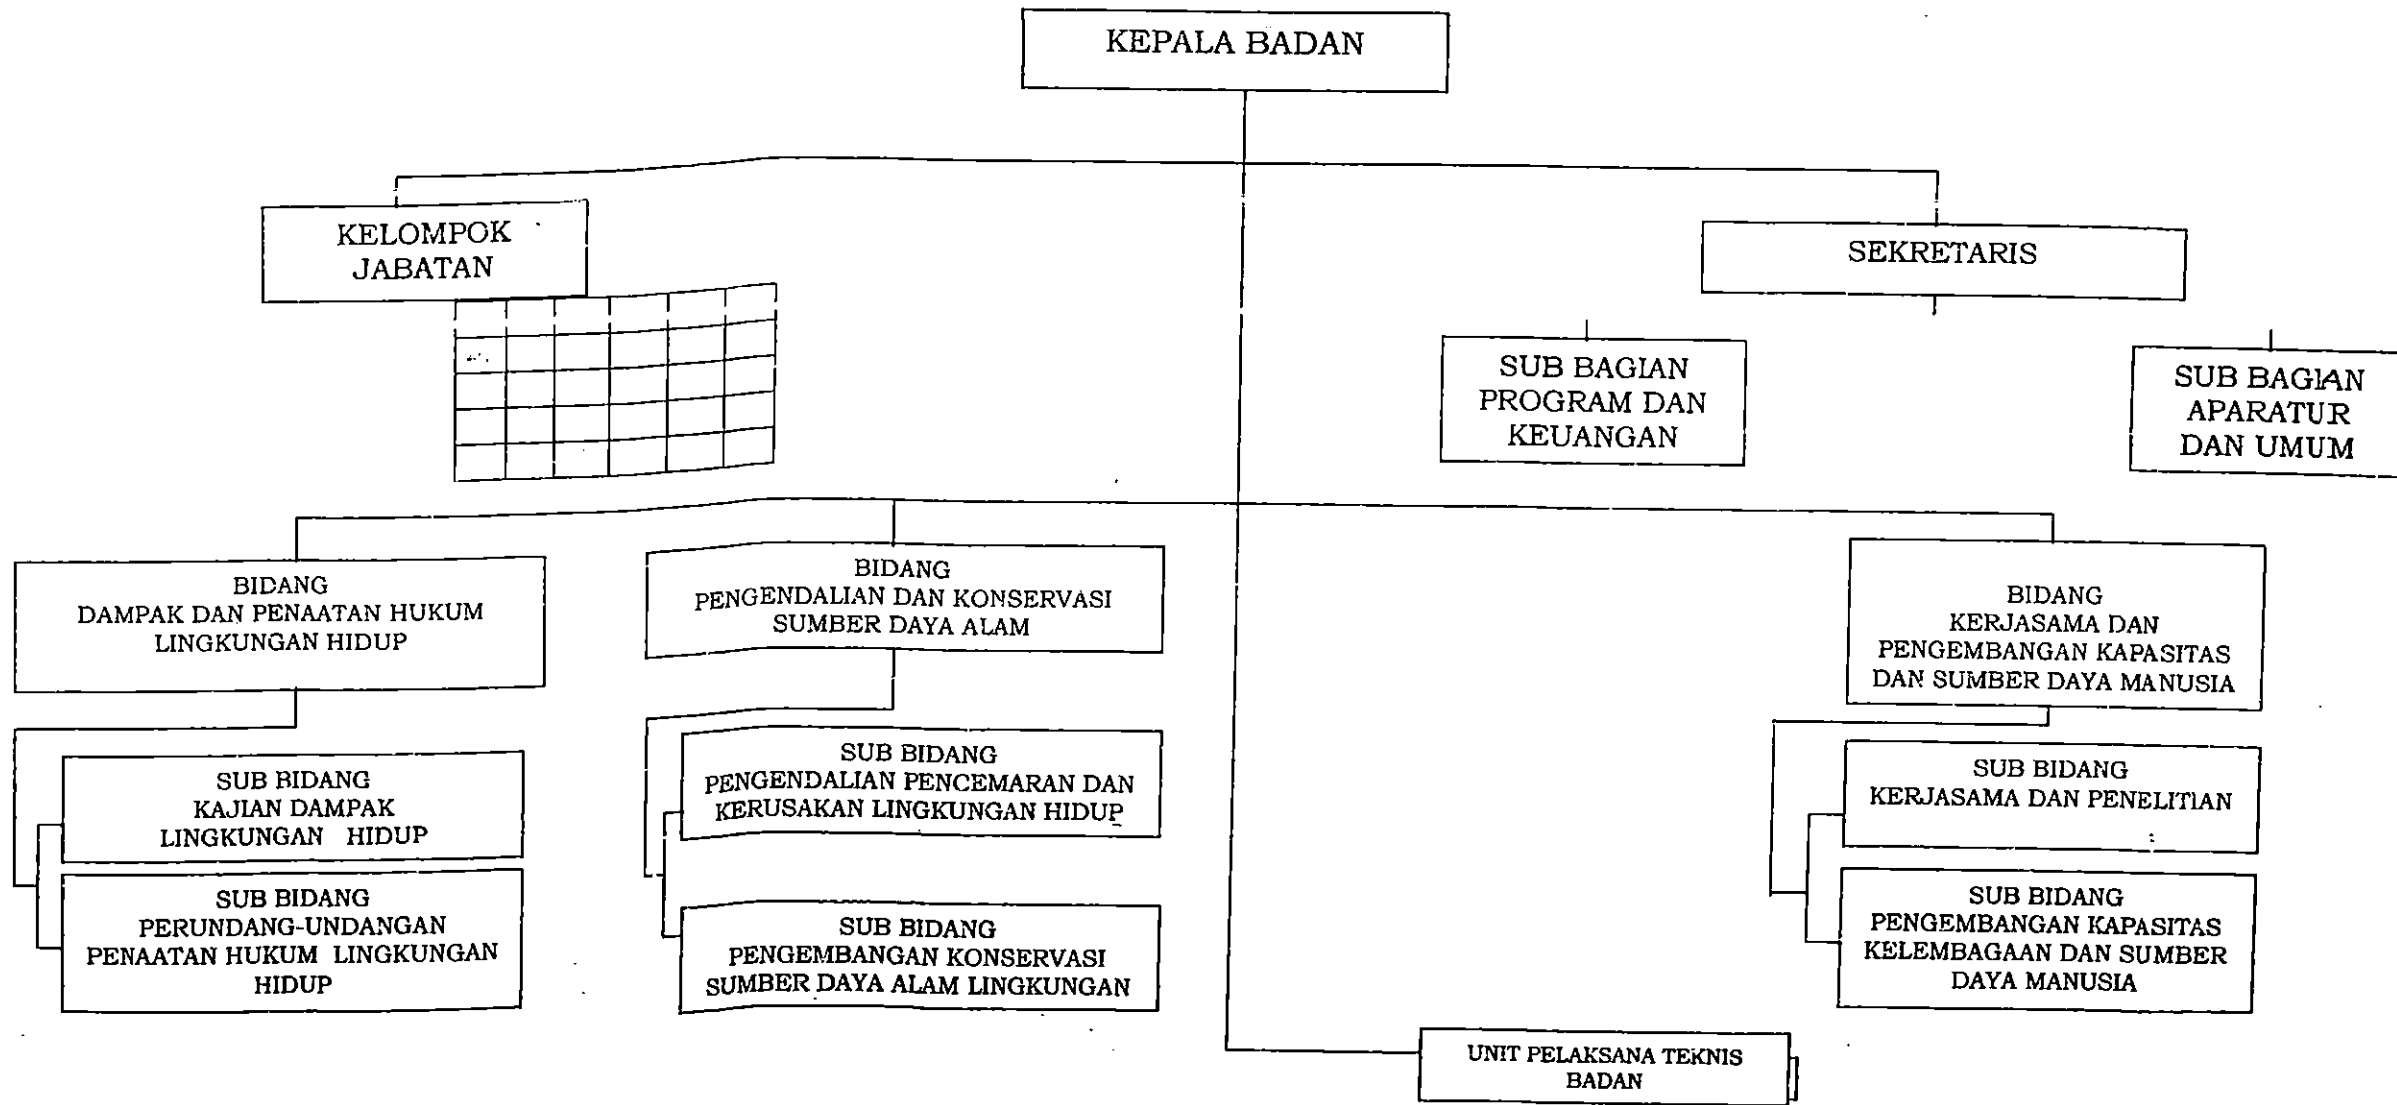 KEPALA BADAN
KELOMPOK
JABATAN
SEKRETARIS
SUB BAGIAN
PROGRAM DAN
KEUANGAN
SUB BAGIAN
APARATUR
DAN UMUM
BIDANG
DAMPAK DAN PENAATAN HUKUM
LINGKUNGAN HIDUP
BIDANG
PENGENDALIAN DAN KONSERVASI
SUMBER DAYA ALAM
BIDANG
KERJASAMA DAN
PENGEMBANGAN KAPASITAS
DAN SUMBER DAYA MANUSIA
SUB BIDANG
KAJIAN DAMPAK
LINGKUNGAN HIDUP
SUB BIDANG
PENGENDALIAN PENCEMARAN DAN
KERUSAKAN LINGKUNGAN HIDUP
SUB BIDANG
KERJASAMA DAN PENELITIAN
SUB BIDANG
PERUNDANG-UNDANGAN
PENAATAN HUKUM LINGKUNGAN
HIDUP
SUB BIDANG
PENGEMBANGAN KONSERVASI
SUMBER DAYA ALAM LINGKUNGAN
SUB BIDANG
PENGEMBANGAN KAPASITAS
KELEMBAGAAN DAN SUMBER
DAYA MANUSIA
UNIT PELAKSANA TEKNIS
BADAN